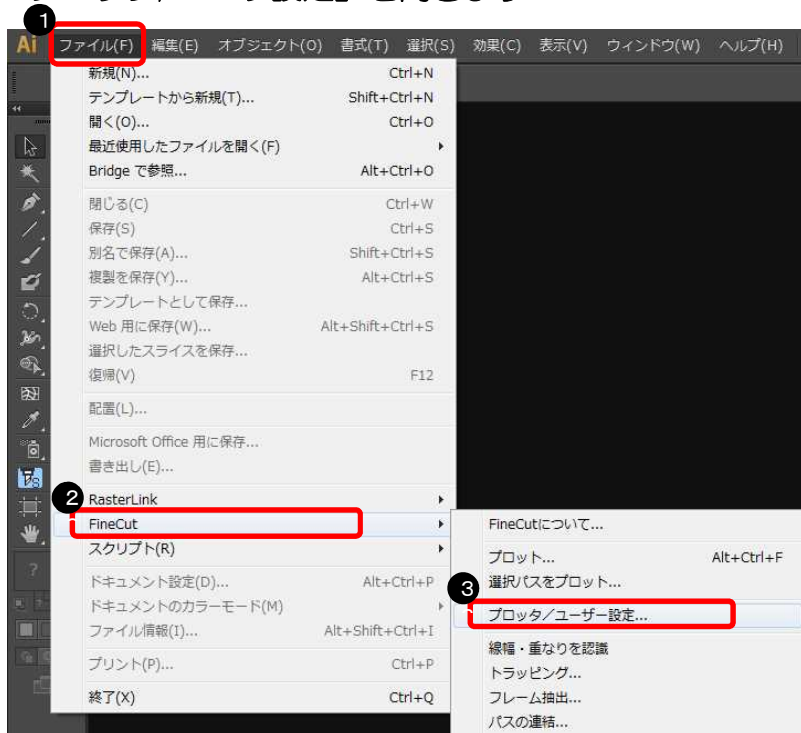 1
Ai ファイル(F) 編集(E) オブジェクト(O) 書式(T) 選択(S) 効果(C) 表示(V) ウィンドウ(W) ヘルプ(H)
新規(N)... Ctrl+N
テンプレートから新規(T)... Shift+Ctrl+N
開く(O)... Ctrl+O
最近使用したファイルを開く(F)
Bridge で参照... Alt+Ctrl+O
閉じる(C) Ctrl+W
保存(S) Ctrl+S
別名で保存(A)... Shift+Ctrl+S
複製を保存(Y)... Alt+Ctrl+S
テンプレートとして保存...
Web 用に保存(W)... Alt+Shift+Ctrl+S
選択したスライスを保存...
復帰(V) F12
配置(L)...
Microsoft Office 用に保存...
書き出し(E)...
2
RasterLink
FineCut
スクリプト(R)
ドキュメント設定(D)... Alt+Ctrl+P
ドキュメントのカラーモード(M)
ファイル情報(I)... Alt+Shift+Ctrl+I
プリント(P)... Ctrl+P
終了(X) Ctrl+Q
FineCutについて...
プロット... Alt+Ctrl+F
選択パスをプロット...
3
プロッタ/ユーザー設定...
線幅・重なりを認識
トラッピング...
フレーム抽出...
パスの連結...